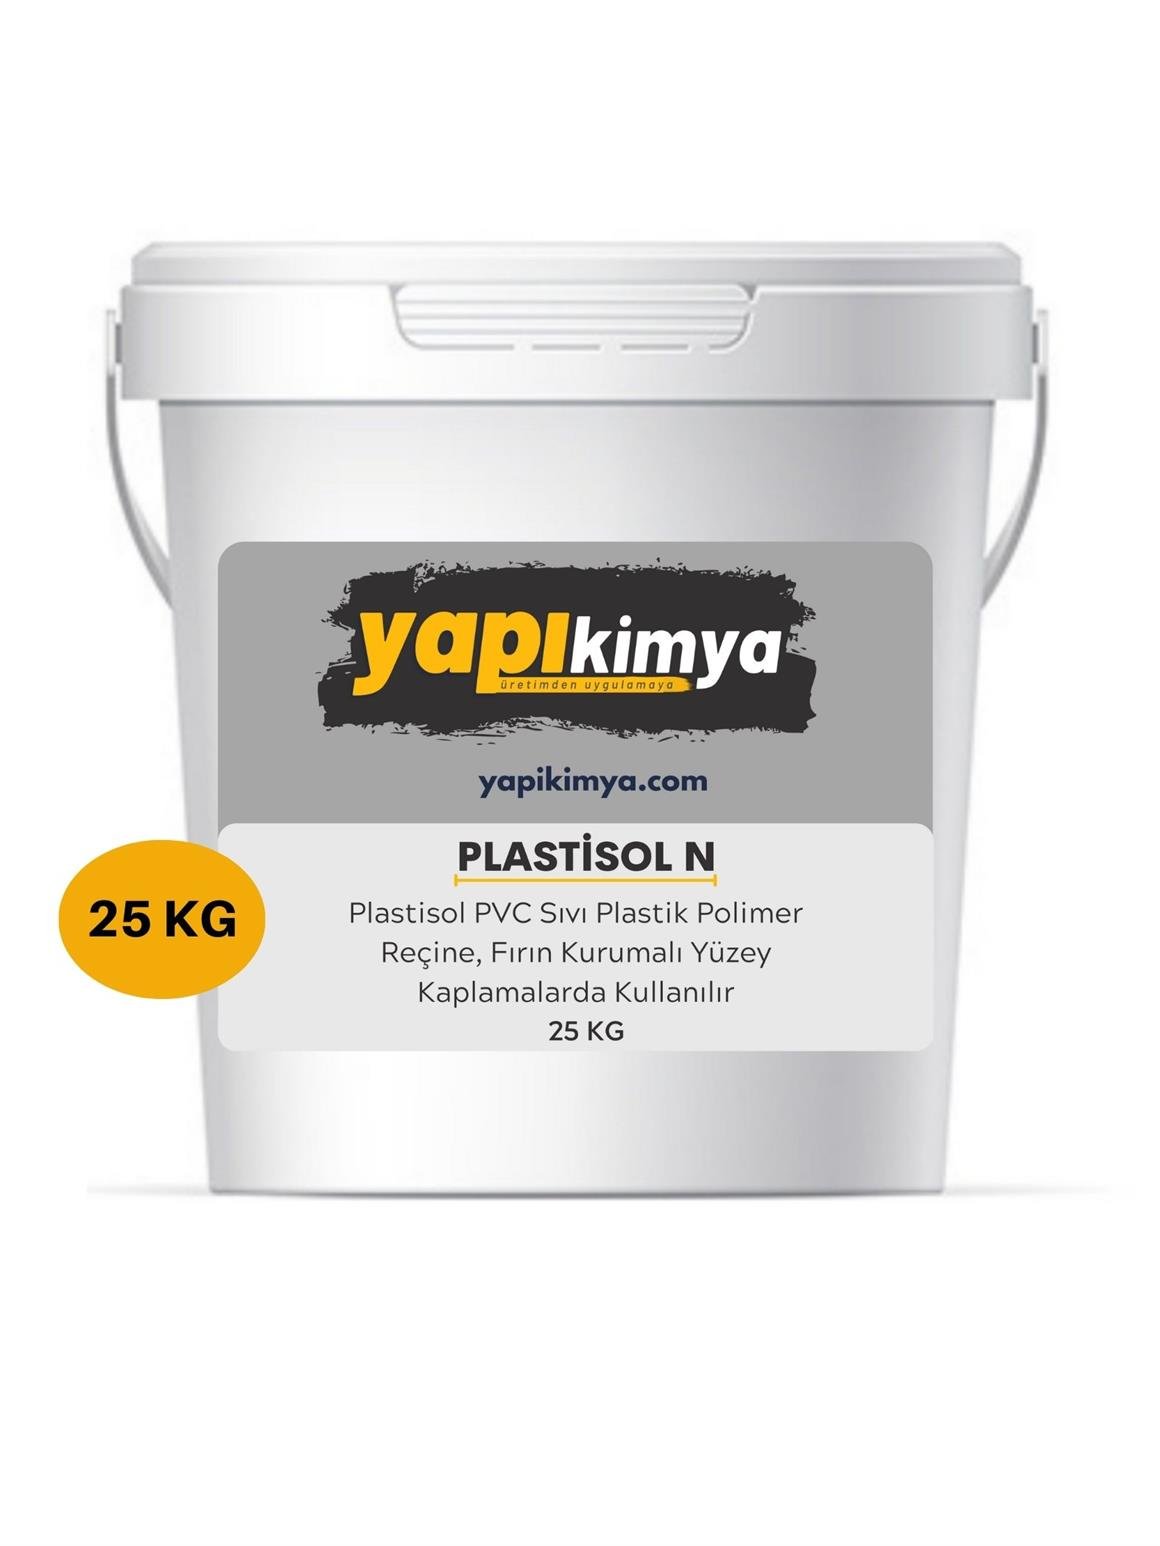 yapıkimya
üretimden uygulamaya
yapikimya.com
PLASTİSOL N
25 KG
Plastisol PVC Sıvı Plastik Polimer
Reçine, Fırın Kurumalı Yüzey
Kaplamalarda Kullanılır
25 KG